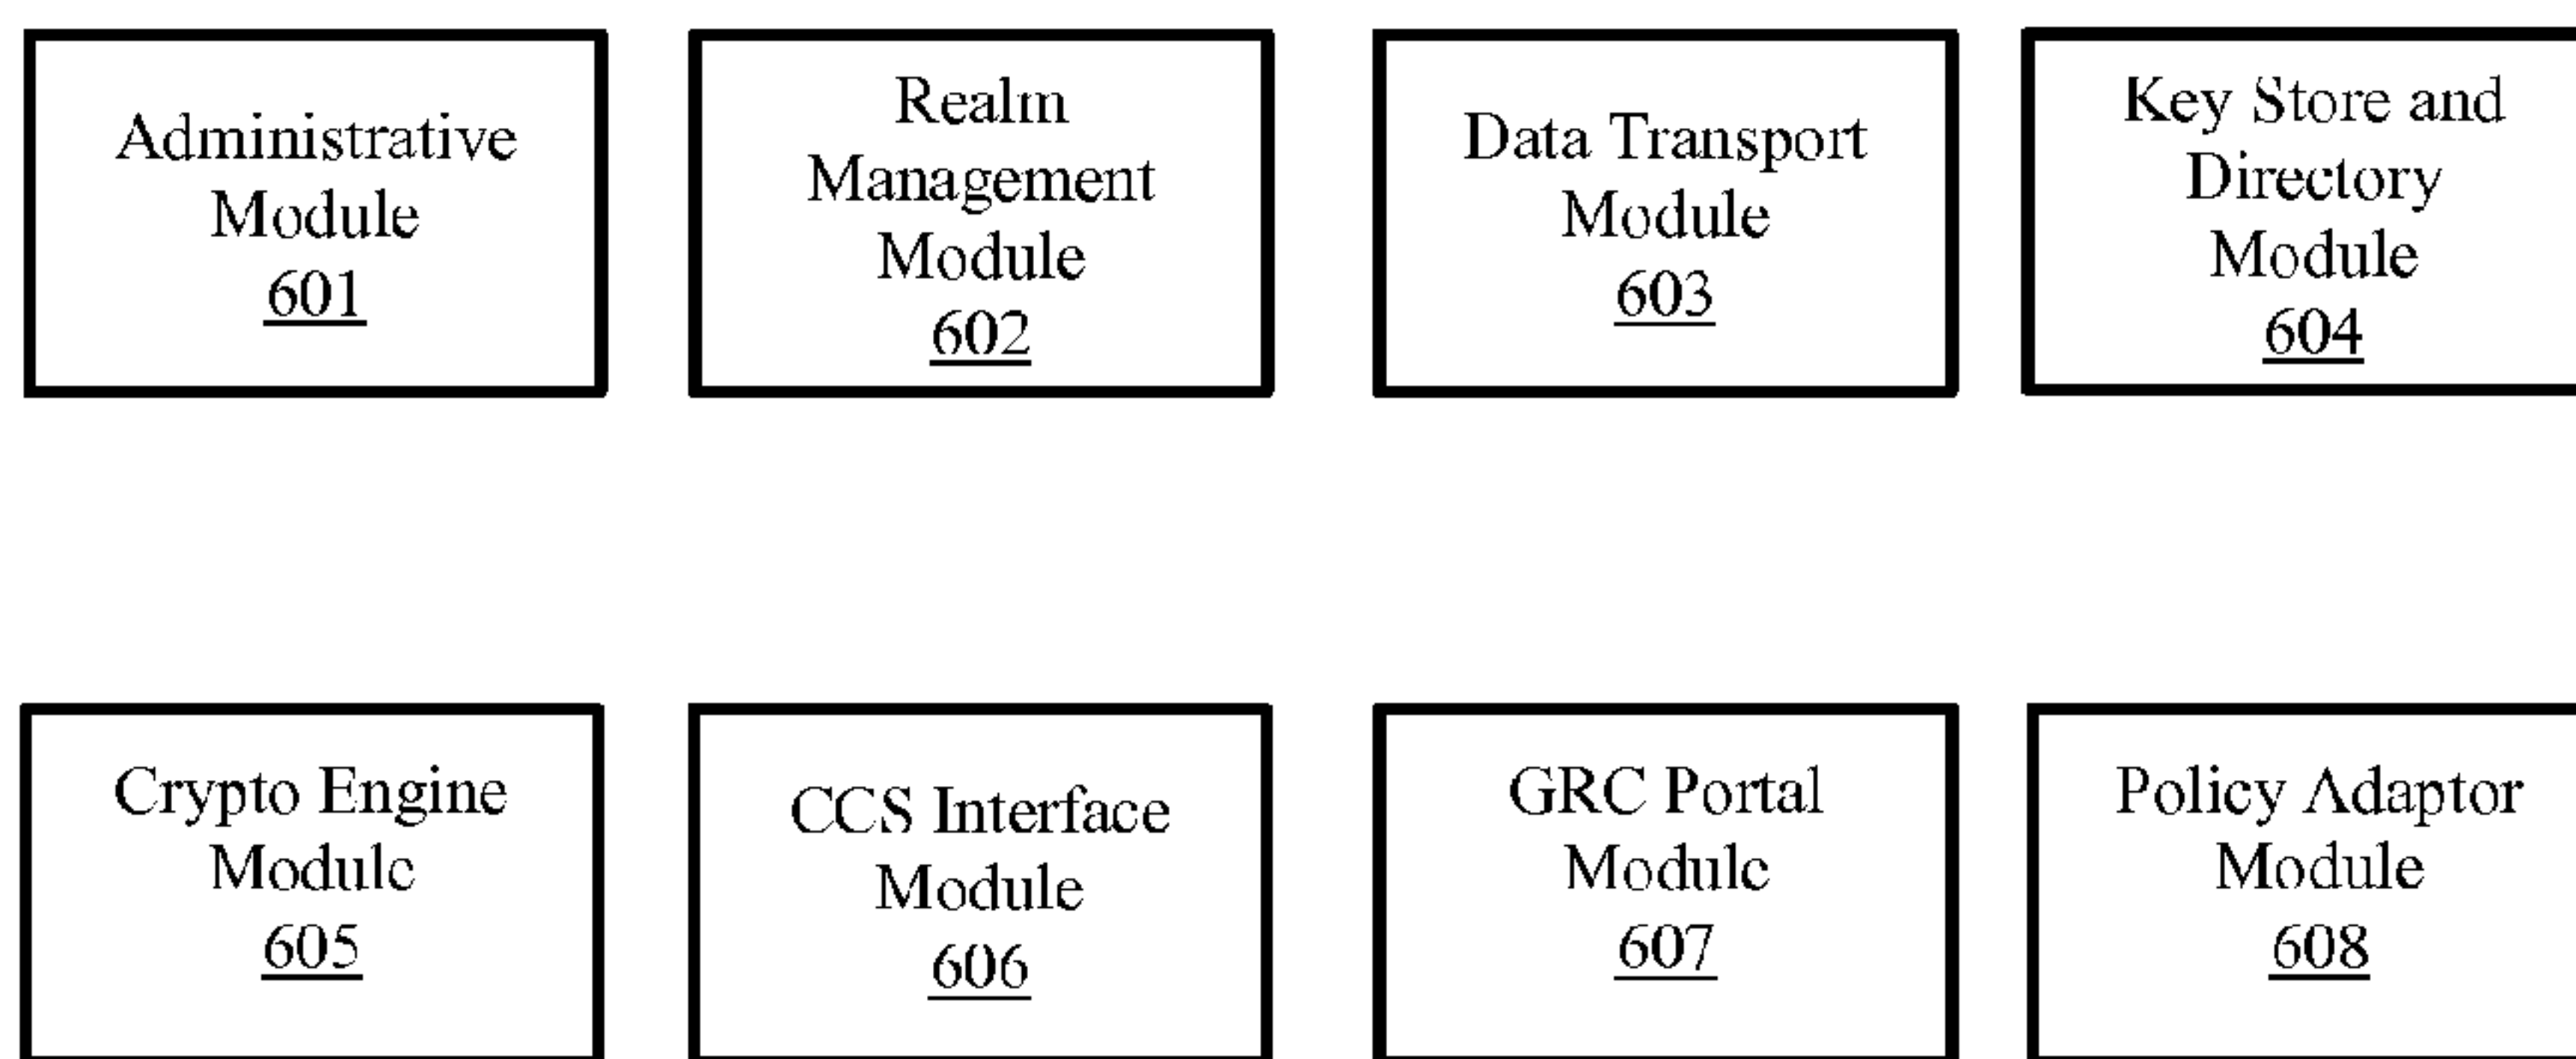 Administrative
Module
601
Realm
Management
Module
602
Data Transport
Module
603
Key Store and
Directory
Module
604
Crypto Engine
Module
605
CCS Interface
Module
606
GRC Portal
Module
607
Policy Adaptor
Module
608